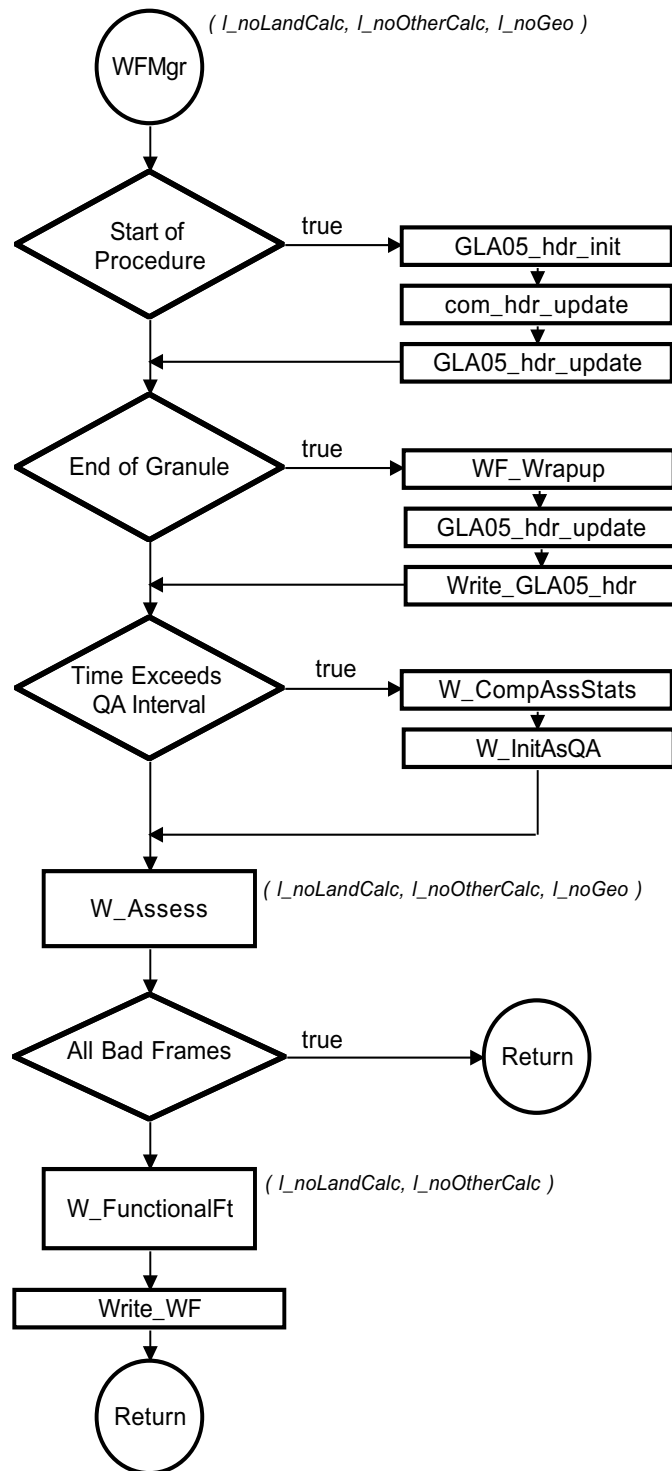 ( l_noLandCalc, l_noOtherCalc, l_noGeo )
WFMgr
Start of
Procedure
true
GLA05_hdr_init
com_hdr_update
GLA05_hdr_update
End of Granule
true
WF_Wrapup
GLA05_hdr_update
Write_GLA05_hdr
Time Exceeds
QA Interval
true
W_CompAssStats
W_InitAsQA
W_Assess
( l_noLandCalc, l_noOtherCalc, l_noGeo )
All Bad Frames
true
Return
W_FunctionalFt
( l_noLandCalc, l_noOtherCalc )
Write_WF
Return